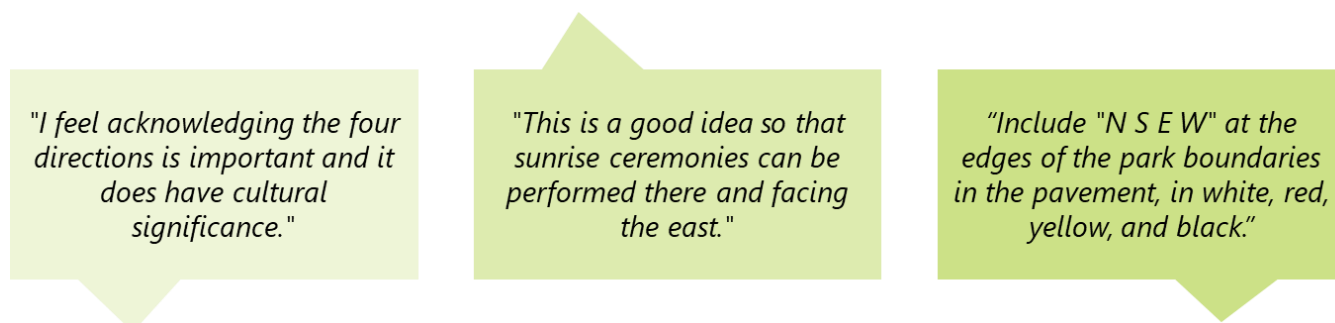 "I feel acknowledging the four
directions is important and it
does have cultural
significance."
"This is a good idea so that
sunrise ceremonies can be
performed there and facing
the east."
“Include "N S E W" at the
edges of the park boundaries
in the pavement, in white, red,
yellow, and black.”